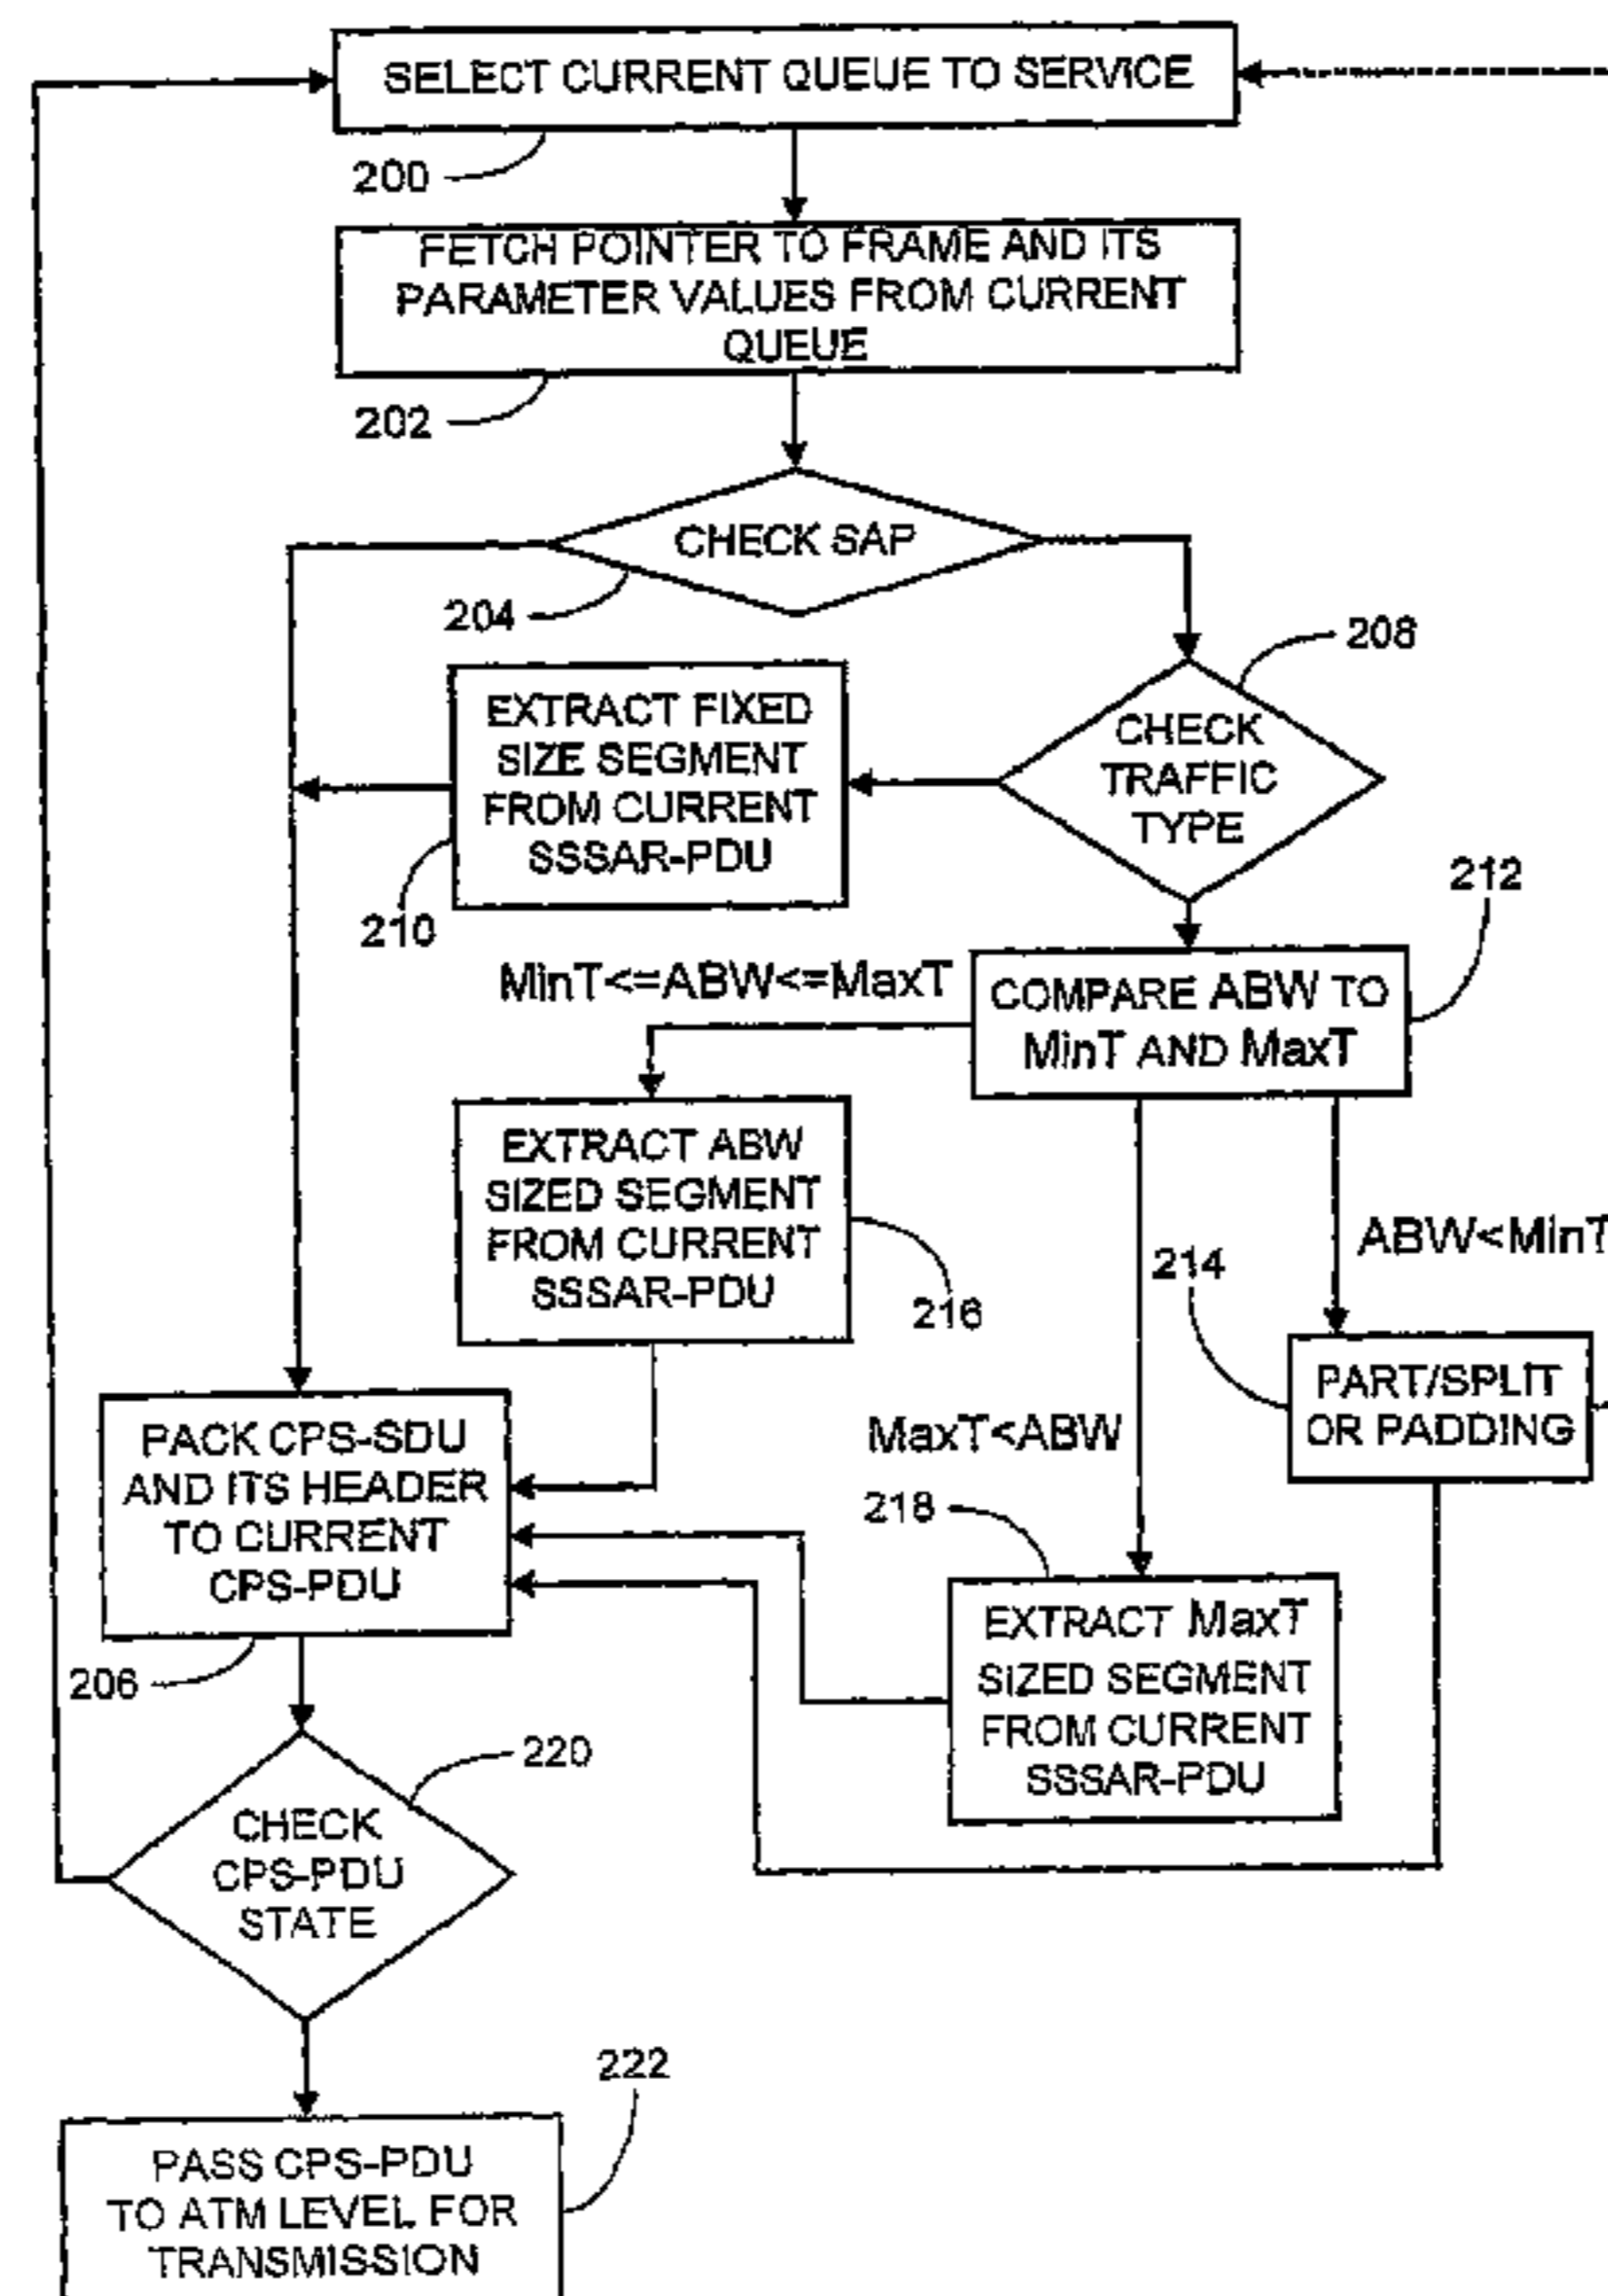 SELECT CURRENT QUEUE TO SERVICE
200
FETCH POINTER TO FRAME AND ITS
PARAMETER VALUES FROM CURRENT
QUEUE
202
CHECK SAP
204
208
EXTRACT FIXED
SIZE SEGMENT
FROM CURRENT
SSSAR-PDU
210
CHECK
TRAFFIC
TYPE
212
MinT<=ABW<=MaxT
COMPARE ABW TO
MinT AND MaxT
EXTRACT ABW
SIZED SEGMENT
FROM CURRENT
SSSAR-PDU
216
214
ABW<MinT
PART/SPLIT
OR PADDING
MaxT<ABW
218
PACK CPS-SDU
AND ITS HEADER
TO CURRENT
CPS-PDU
206
EXTRACT MaxT
SIZED SEGMENT
FROM CURRENT
SSSAR-PDU
220
CHECK
CPS-PDU
STATE
222
PASS CPS-PDU
TO ATM LEVEL FOR
TRANSMISSION